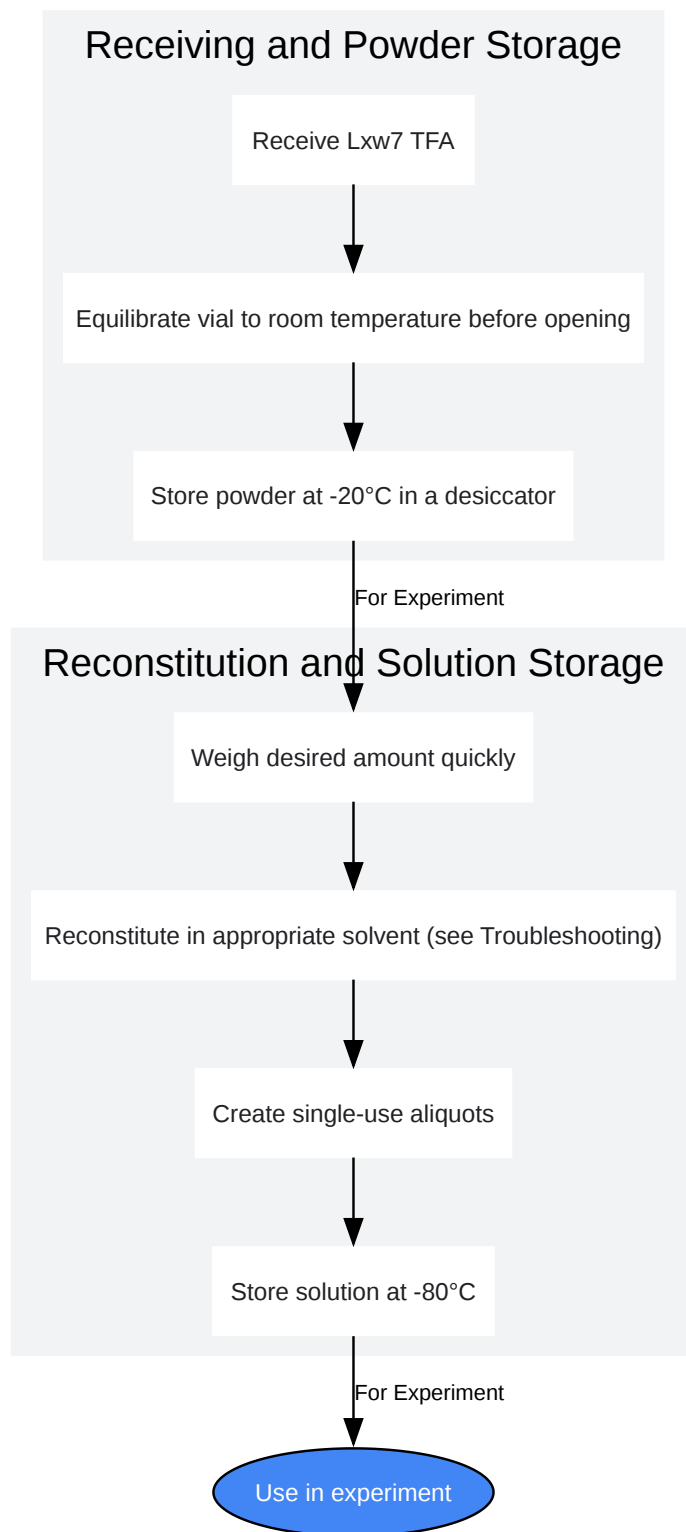 Receiving and Powder Storage
Receive Lxw7 TFA
Equilibrate vial to room temperature before opening
Store powder at -20°C in a desiccator
For Experiment
Reconstitution and Solution Storage
Weigh desired amount quickly
Reconstitute in appropriate solvent (see Troubleshooting)
Create single-use aliquots
Store solution at -80°C
For Experiment
Use in experiment